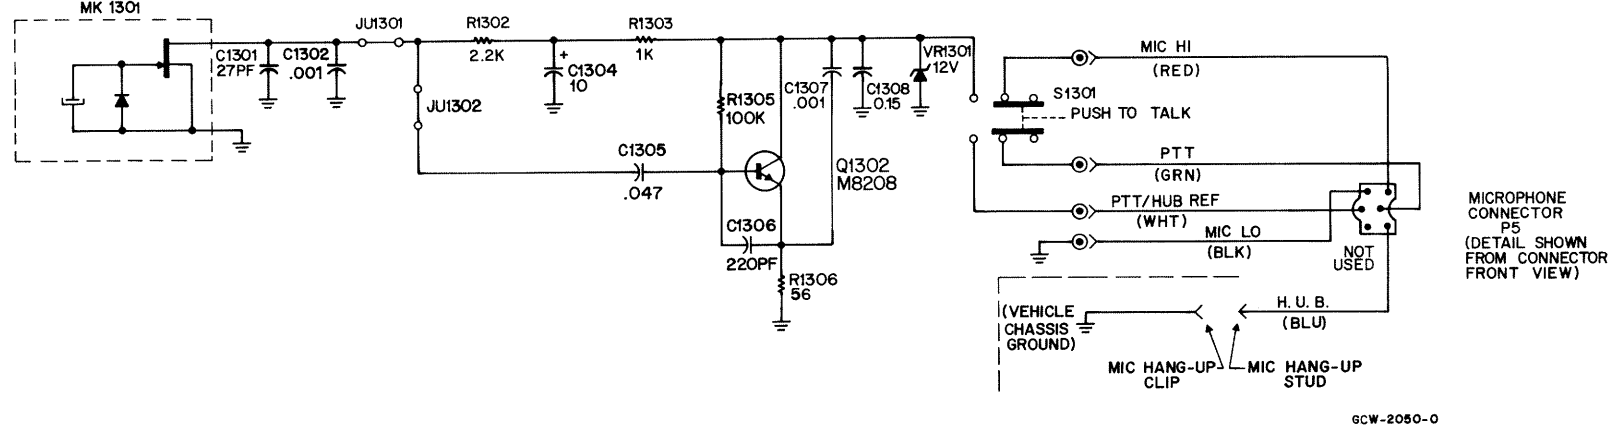 MK 1301
JU1301
R1302
2.2K
R1303
1K
C1301
27PF
C1302
.001
+
C1304
10
JU1302
R1305
100K
C1307
.001
C1308
0.15
VR1301
12V
MIC HI
(RED)
S1301
PUSH TO TALK
C1305
.047
Q1302
M8208
PTT
(GRN)
PTT/HUB REF
(WHT)
MIC LO
(BLK)
NOT
USED
MICROPHONE
CONNECTOR
P5
(DETAIL SHOWN
FROM CONNECTOR
FRONT VIEW)
C1306
220PF
R1306
56
(VEHICLE
CHASSIS
GROUND)
H.U.B.
(BLU)
MIC HANG-UP
CLIP
MIC HANG-UP
STUD
GCW-2050-0